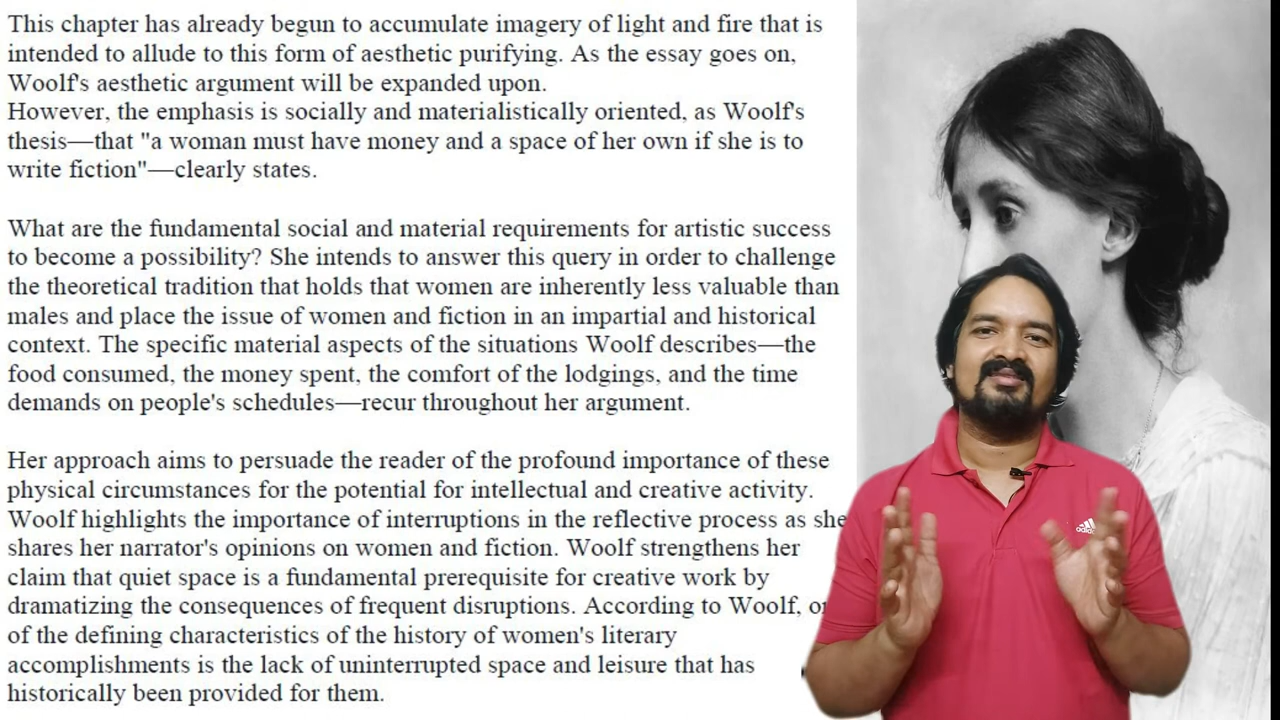 This chapter has already begun to accumulate imagery of light and fire that is
intended to allude to this form of aesthetic purifying. As the essay goes on,
Woolf's aesthetic argument will be expanded upon.
However, the emphasis is socially and materialistically oriented, as Woolf's
thesis—that "a woman must have money and a space of her own if she is to
write fiction"—clearly states.
What are the fundamental social and material requirements for artistic success
to become a possibility? She intends to answer this query in order to challenge
the theoretical tradition that holds that women are inherently less valuable than
males and place the issue of women and fiction in an impartial and historical
context. The specific material aspects of the situations Woolf describes—the
food consumed, the money spent, the comfort of the lodgings, and the time
demands on people's schedules—recur throughout her argument.
Her approach aims to persuade the reader of the profound importance of these
physical circumstances for the potential for intellectual and creative activity.
Woolf highlights the importance of interruptions in the reflective process as she
shares her narrator's opinions on women and fiction. Woolf strengthens her
claim that quiet space is a fundamental prerequisite for creative work by
dramatizing the consequences of frequent disruptions. According to Woolf,
of the defining characteristics of the history of women's literary
accomplishments is the lack of uninterrupted space and leisure that has
historically been provided for them.
adidas